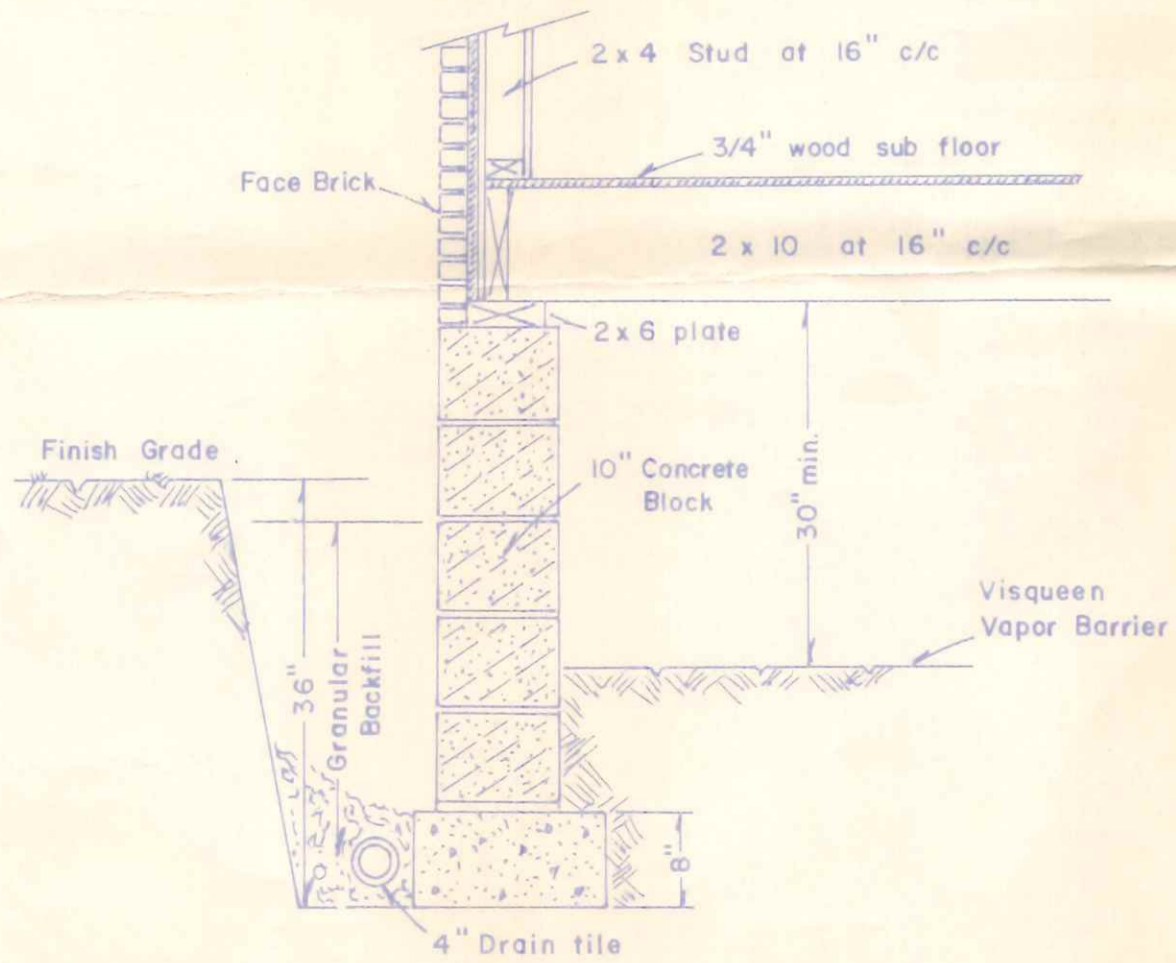 2 x 4 Stud at 16" c/c
3/4" wood sub floor
Face Brick
2 x 10 at 16" c/c
2 x 6 plate
Finish Grade
10" Concrete
Block
30" min.
Visqueen
Vapor Barrier
36"
Granular
Backfill
8"
4" Drain tile